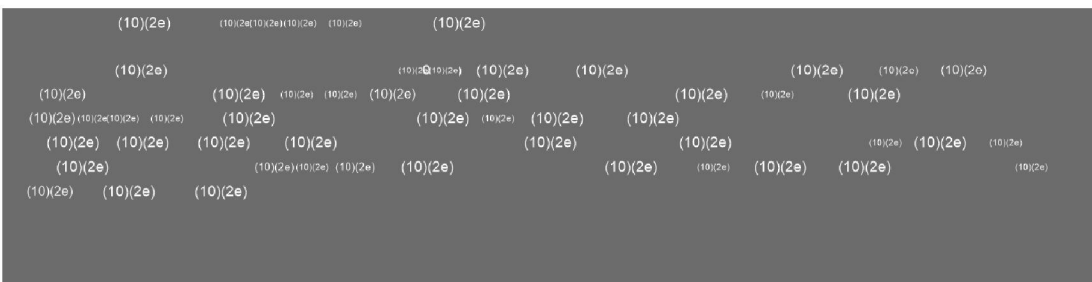 (10)(2e) (10)(2e(10)(2e)(10)(2e) (10)(2e) (10)(2e)
(10)(2e) (10)(2e)(10)(2e) (10)(2e) (10)(2e) (10)(2e) (10)(2e) (10)(2e)
(10)(2e) (10)(2e) (10)(2e) (10)(2e) (10)(2e) (10)(2e) (10)(2e) (10)(2e) (10)(2e)
(10)(2e) (10)(2e(10)(2e) (10)(2e) (10)(2e) (10)(2e) (10)(2e) (10)(2e) (10)(2e)
(10)(2e) (10)(2e) (10)(2e) (10)(2e) (10)(2e) (10)(2e) (10)(2e) (10)(2e) (10)(2e)
(10)(2e) (10)(2e) (10)(2e) (10)(2e) (10)(2e) (10)(2e) (10)(2e) (10)(2e) (10)(2e) (10)(2e)
(10)(2e) (10)(2e) (10)(2e)